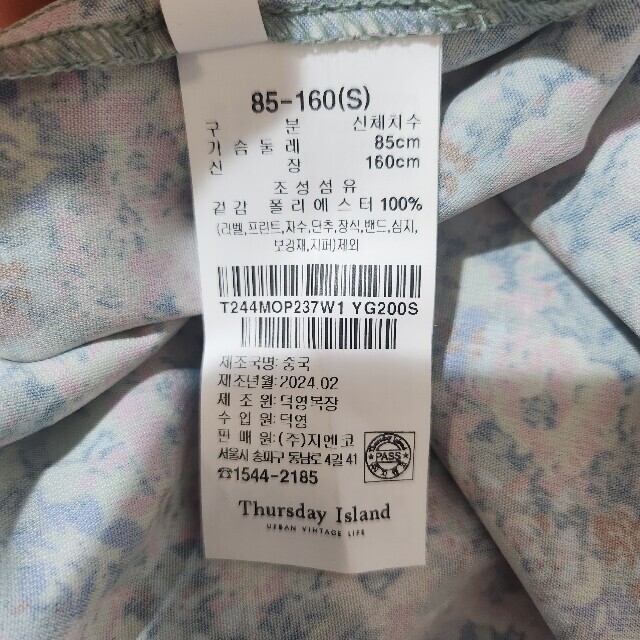 85-160(S)
구 분 신체치수
가슴둘레 85cm
신 장 160cm
조성섬유
겉감 폴리에스터 100%
(라벨,프린트,자수,단추,장식,밴드,심지,
보강재,지퍼)제외
T244MOP237W1 YG200S
제조국명:중국
제조년월:2024.02
제 조 원:덕영복장
수 입 원:덕영
판 매 원:(주)지엔코
서울시 송파구 동남로 4길 41
☎1544-2185
PASS
Thursday Island
URBAN VINTAGE LIFE